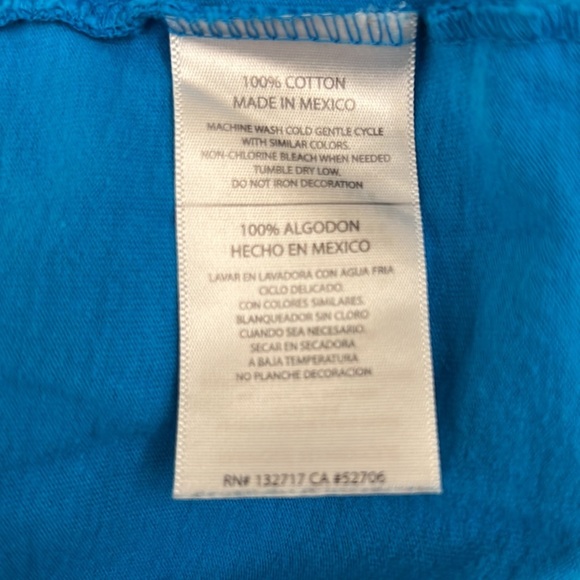 100% COTTON
MADE IN MEXICO
MACHINE WASH COLD GENTLE CYCLE
WITH SIMILAR COLORS.
NON-CHLORINE BLEACH WHEN NEEDED
TUMBLE DRY LOW.
DO NOT IRON DECORATION
100% ALGODON
HECHO EN MEXICO
LAVAR EN LAVADORA CON AGUA FRIA
CICLO DELICADO.
CON COLORES SIMILARES.
BLANQUEADOR SIN CLORO
CUANDO SEA NECESARIO.
SECAR EN SECADORA
A BAJA TEMPERATURA
NO PLANCHE DECORACION.
RN# 132717 CA #52706